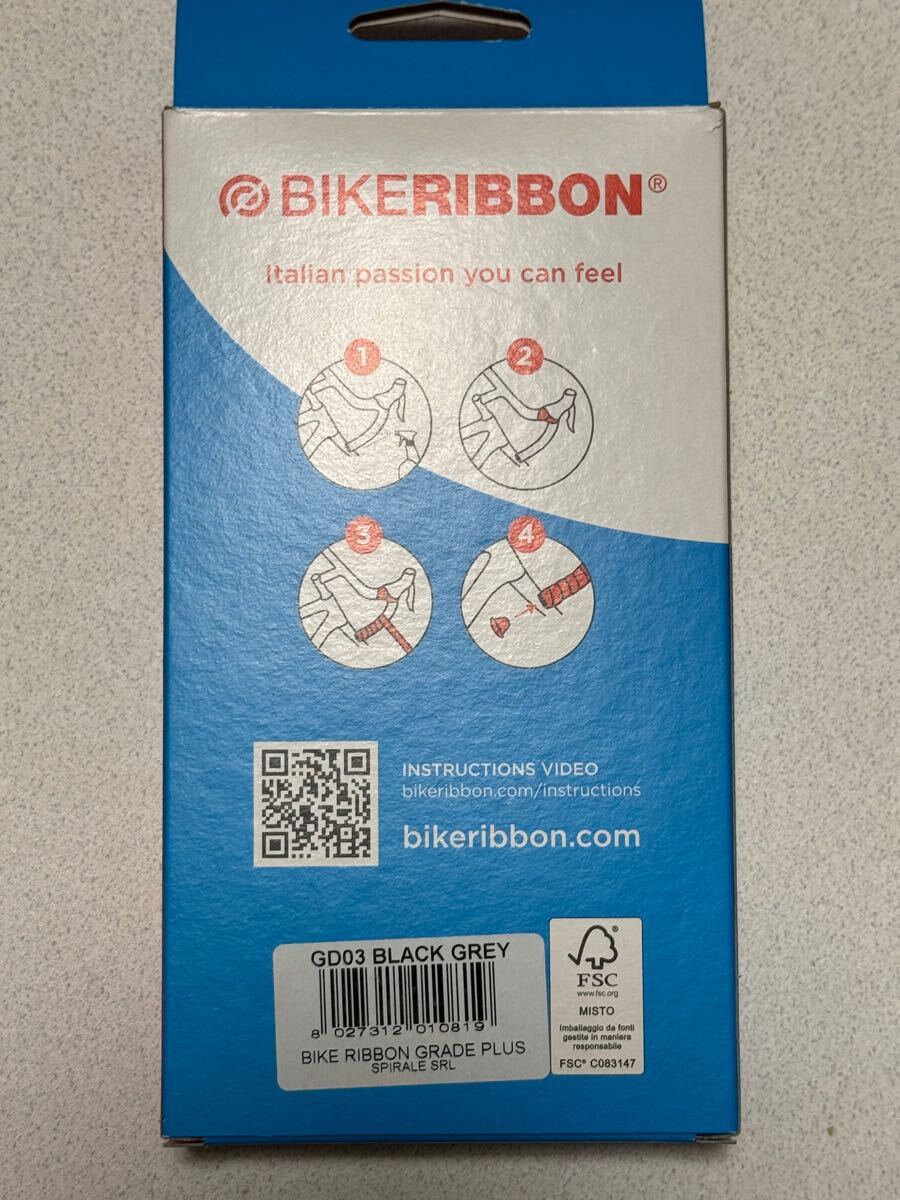 BIKERIBBON®
Italian passion you can feel
1
2
3
4
INSTRUCTIONS VIDEO
bikeribbon.com/instructions
bikeribbon.com
GD03 BLACK GREY
8 027312 010819
BIKE RIBBON GRADE PLUS
SPIRALE SRL
®
FSC
www.fsc.org
MISTO
Imballaggio da fonti
gestite in maniera
responsabile
FSC® C083147